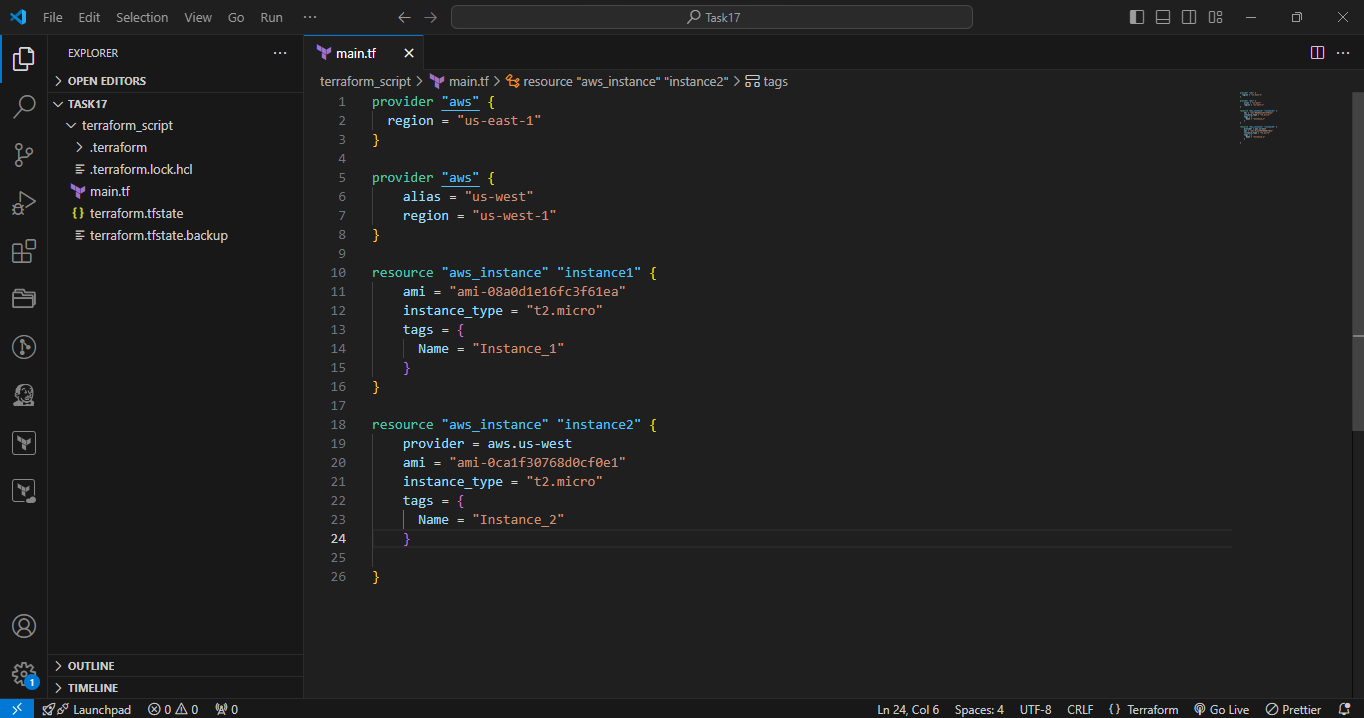 File Edit Selection View Go Run ···
Task17
EXPLORER ···
OPEN EDITORS
TASK17
terraform_script
.terraform
.terraform.lock.hcl
main.tf
{} terraform.tfstate
terraform.tfstate.backup
OUTLINE
TIMELINE
main.tf
terraform_script > main.tf > resource "aws_instance" "instance2" > tags
1 provider "aws" {
2   region = "us-east-1"
3 }
4
5 provider "aws" {
6     alias = "us-west"
7     region = "us-west-1"
8 }
9
10 resource "aws_instance" "instance1" {
11     ami = "ami-08a0d1e16fc3f61ea"
12     instance_type = "t2.micro"
13     tags = {
14       Name = "Instance_1"
15     }
16 }
17
18 resource "aws_instance" "instance2" {
19     provider = aws.us-west
20     ami = "ami-0ca1f30768d0cf0e1"
21     instance_type = "t2.micro"
22     tags = {
23       Name = "Instance_2"
24     }
25
26 }
1
Launchpad 0 0 0 Ln 24, Col 6 Spaces: 4 UTF-8 CRLF {} Terraform Go Live Prettier